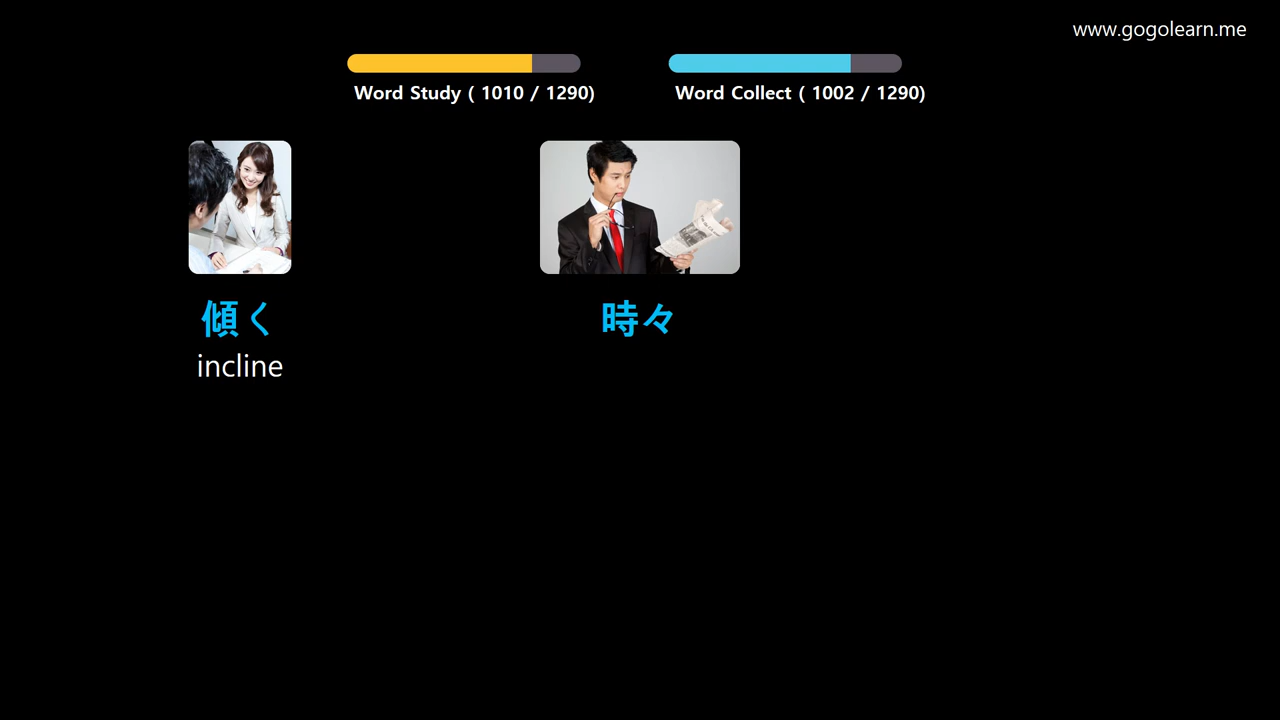 www.gogolearn.me
Word Study ( 1010 / 1290)
Word Collect ( 1002 / 1290)
傾く
incline
時々